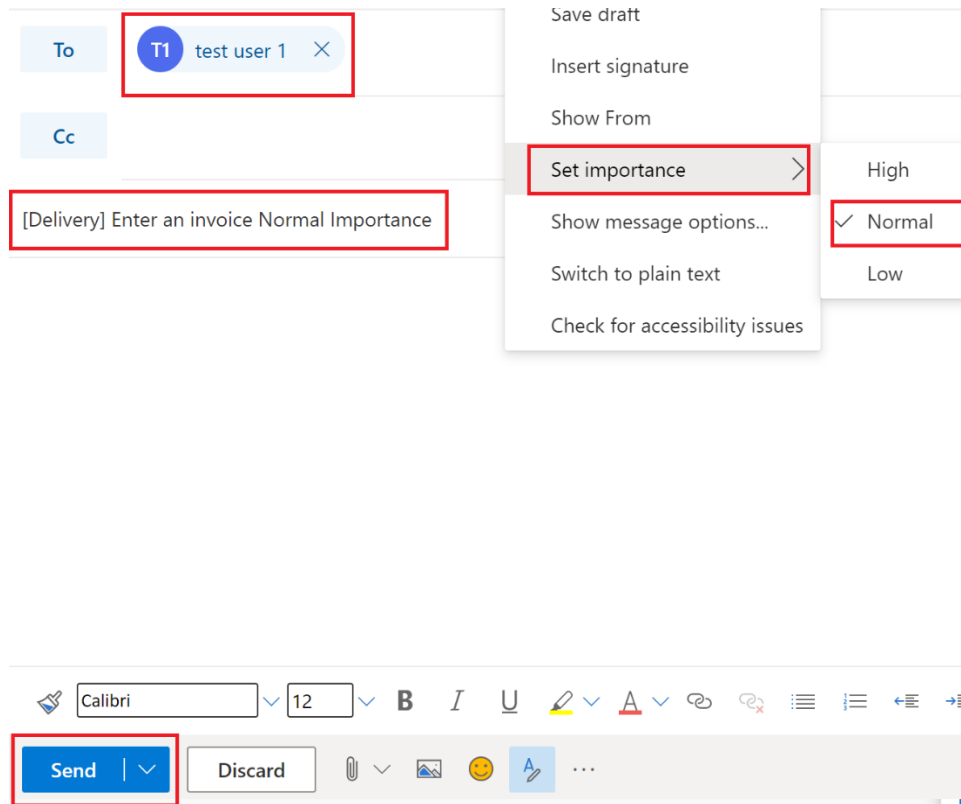 Save draft
To
T1 test user 1
Insert signature
Show From
Cc
Set importance
High
[Delivery] Enter an invoice Normal Importance
Show message options...
Normal
Switch to plain text
Low
Check for accessibility issues
Calibri
12
B I U A
Send
Discard